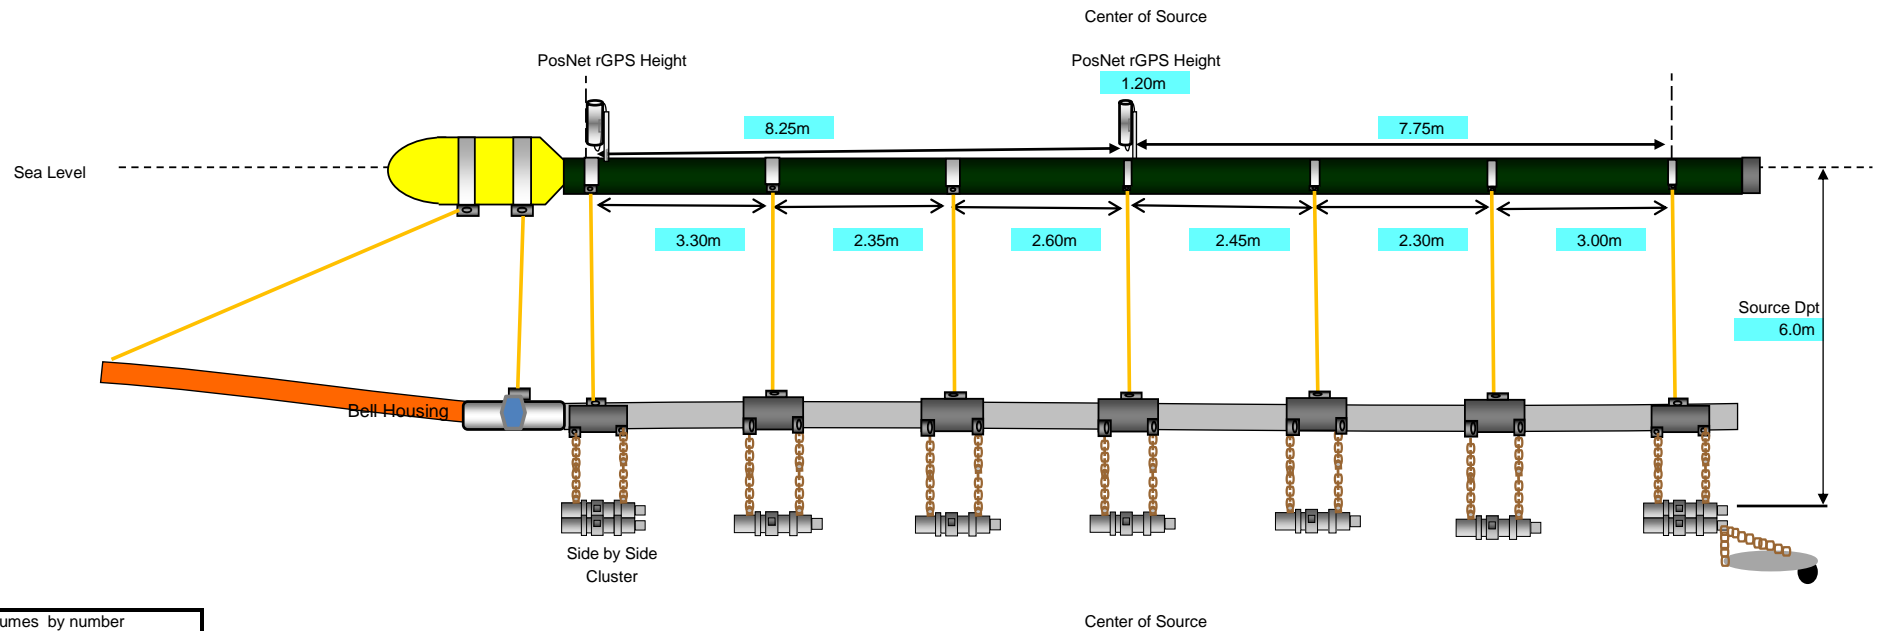 Center of Source
PosNet rGPS Height
PosNet rGPS Height
1.20m
8.25m
7.75m
Sea Level
3.30m
2.35m
2.60m
2.45m
2.30m
3.00m
Source Dpt
6.0m
Bell Housing
Side by Side
Cluster
umes by number
Center of Source